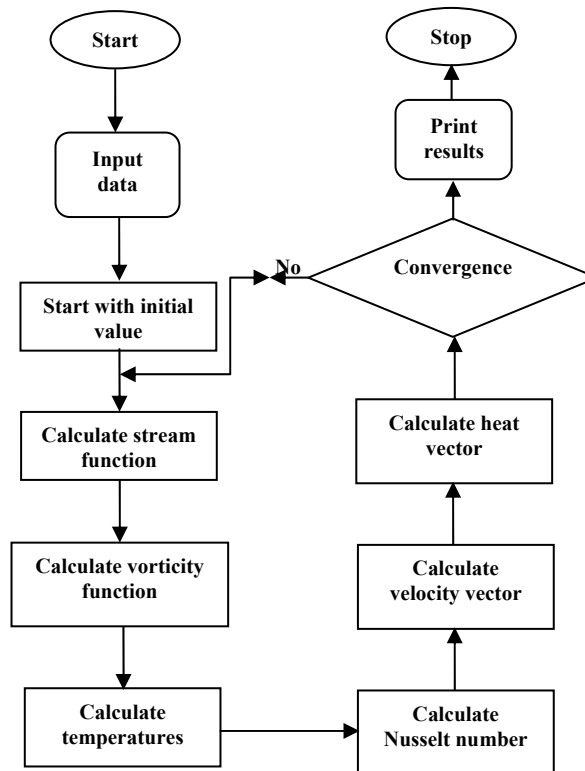 Start
Input
data
Start with initial
value
Calculate stream
function
Calculate vorticity
function
Calculate
temperatures
Calculate
Nusselt number
Calculate
velocity vector
Calculate heat
vector
Convergence
No
Print
results
Stop